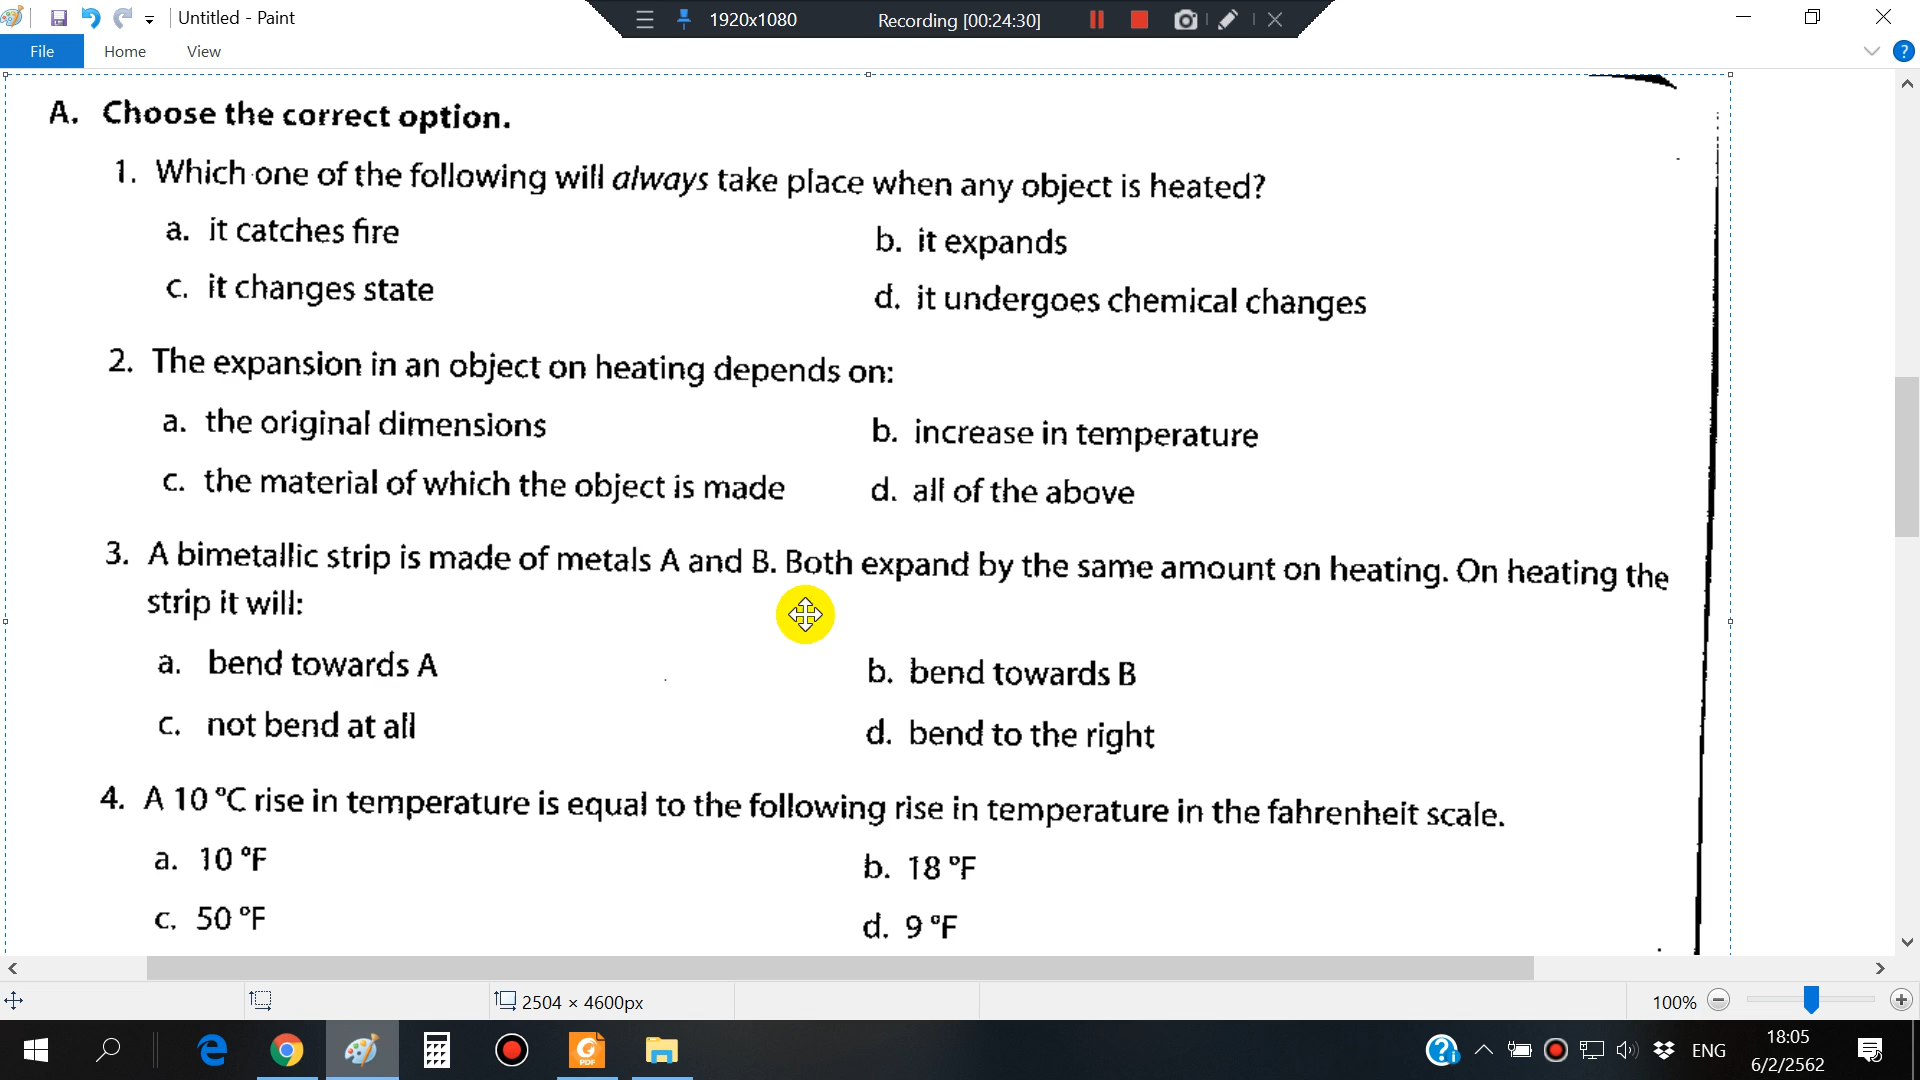 Untitled - Paint
1920x1080
Recording [00:24:30]
File
Home
View
A. Choose the correct option.
1. Which one of the following will always take place when any object is heated?
a. it catches fire
b. it expands
c. it changes state
d. it undergoes chemical changes
2. The expansion in an object on heating depends on:
a. the original dimensions
b. increase in temperature
c. the material of which the object is made
d. all of the above
3. A bimetallic strip is made of metals A and B. Both expand by the same amount on heating. On heating the
strip it will:
a. bend towards A
b. bend towards B
c. not bend at all
d. bend to the right
4. A 10 °C rise in temperature is equal to the following rise in temperature in the fahrenheit scale.
a. 10 °F
b. 18 °F
c. 50 °F
d. 9 °F
2504 × 4600px
100%
PDF
ENG
18:05
6/2/2562